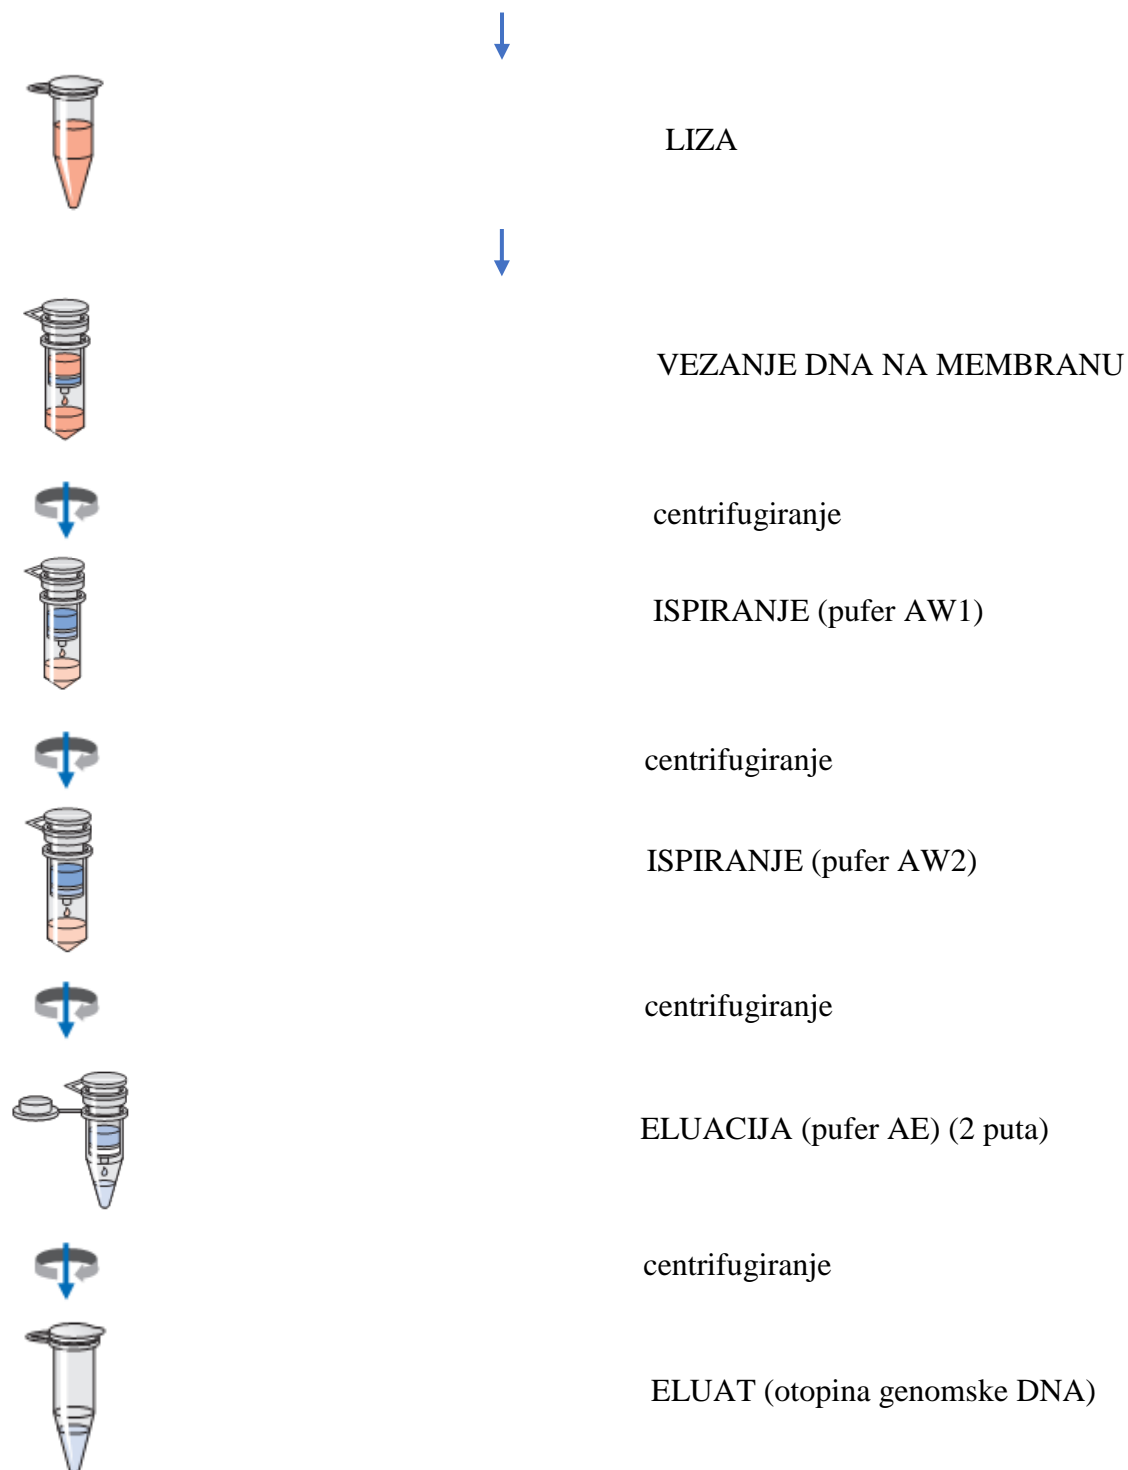 LIZA
VEZANJE DNA NA MEMBRANU
centrifugiranje
ISPIRANJE (pufer AW1)
centrifugiranje
ISPIRANJE (pufer AW2)
centrifugiranje
ELUACIJA (pufer AE) (2 puta)
centrifugiranje
ELUAT (otopina genomske DNA)